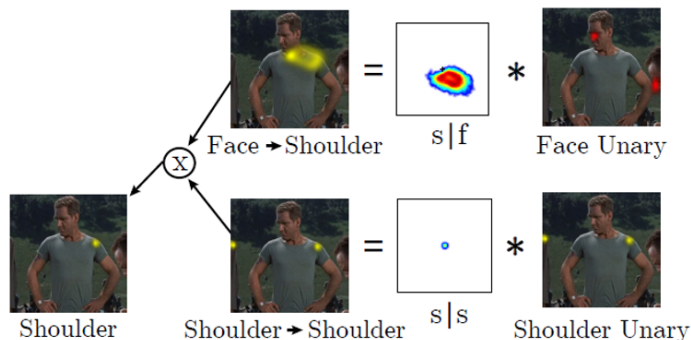 = * 
Face → Shoulder
s|f
Face Unary
X
= *
Shoulder
Shoulder → Shoulder
s|s
Shoulder Unary